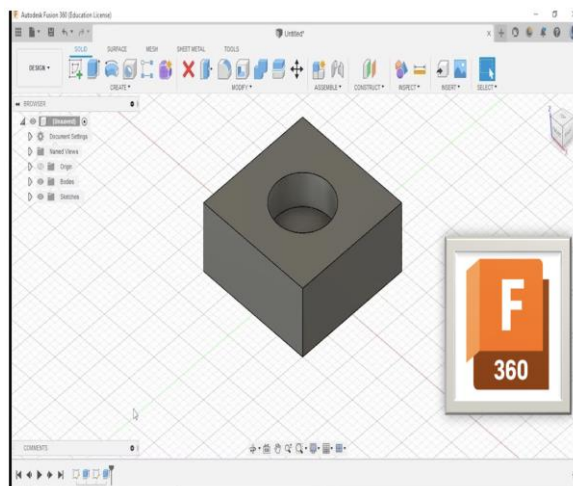 Autodesk Fusion 360 (Education License)
Untitled*
SOLID SURFACE MESH SHEET METAL TOOLS
DESIGN
CREATE MODIFY ASSEMBLE CONSTRUCT INSPECT INSERT SELECT
BROWSER
(Unsaved)
Document Settings
Named Views
Origin
Bodies
Sketches
F
360
COMMENTS